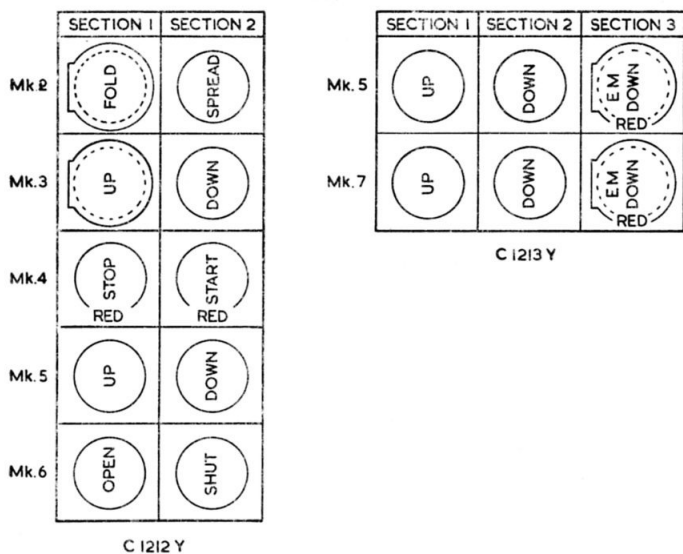 SECTION 1 SECTION 2
Mk.2 FOLD SPREAD
Mk.3 UP DOWN
Mk.4 STOP RED START RED
Mk.5 UP DOWN
Mk.6 OPEN SHUT
C 1212 Y
SECTION 1 SECTION 2 SECTION 3
Mk.5 UP DOWN EM DOWN RED
Mk.7 UP DOWN EM DOWN RED
C 1213 Y